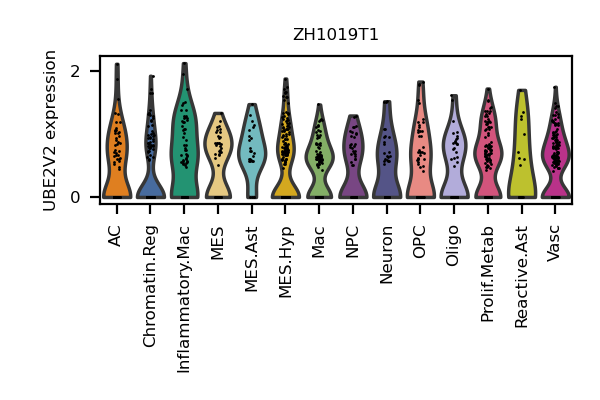 ZH1019T1
UBE2V2 expression
2
0
AC
Chromatin.Reg
Inflammatory.Mac
MES
MES.Ast
MES.Hyp
Mac
NPC
Neuron
OPC
Oligo
Prolif.Metab
Reactive.Ast
Vasc